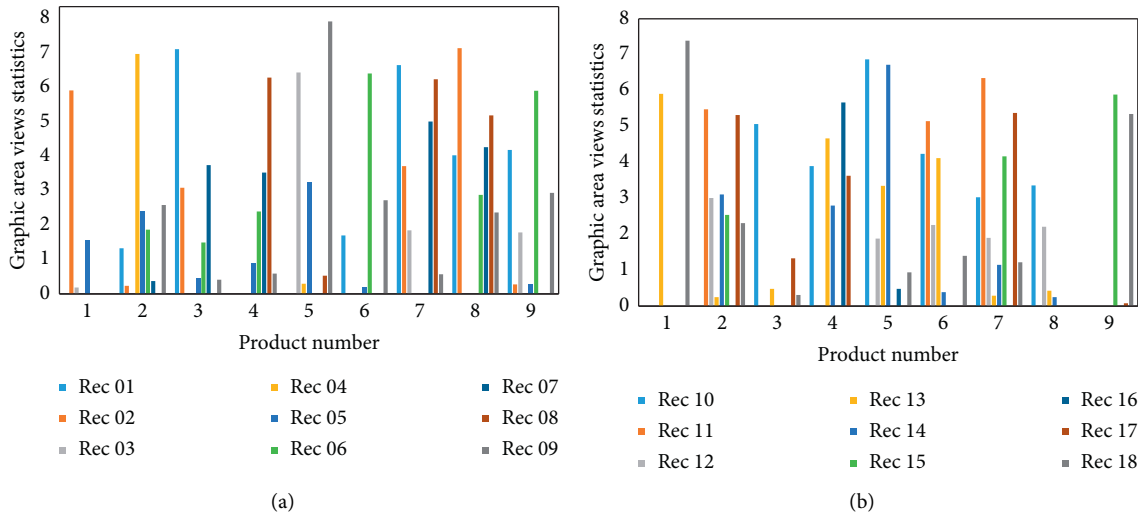 Graphic area views statistics
8
7
6
5
4
3
2
1
0
1 2 3 4 5 6 7 8 9
Product number
Rec 01 Rec 04 Rec 07
Rec 02 Rec 05 Rec 08
Rec 03 Rec 06 Rec 09
(a)
Graphic area views statistics
8
7
6
5
4
3
2
1
0
1 2 3 4 5 6 7 8 9
Product number
Rec 10 Rec 13 Rec 16
Rec 11 Rec 14 Rec 17
Rec 12 Rec 15 Rec 18
(b)